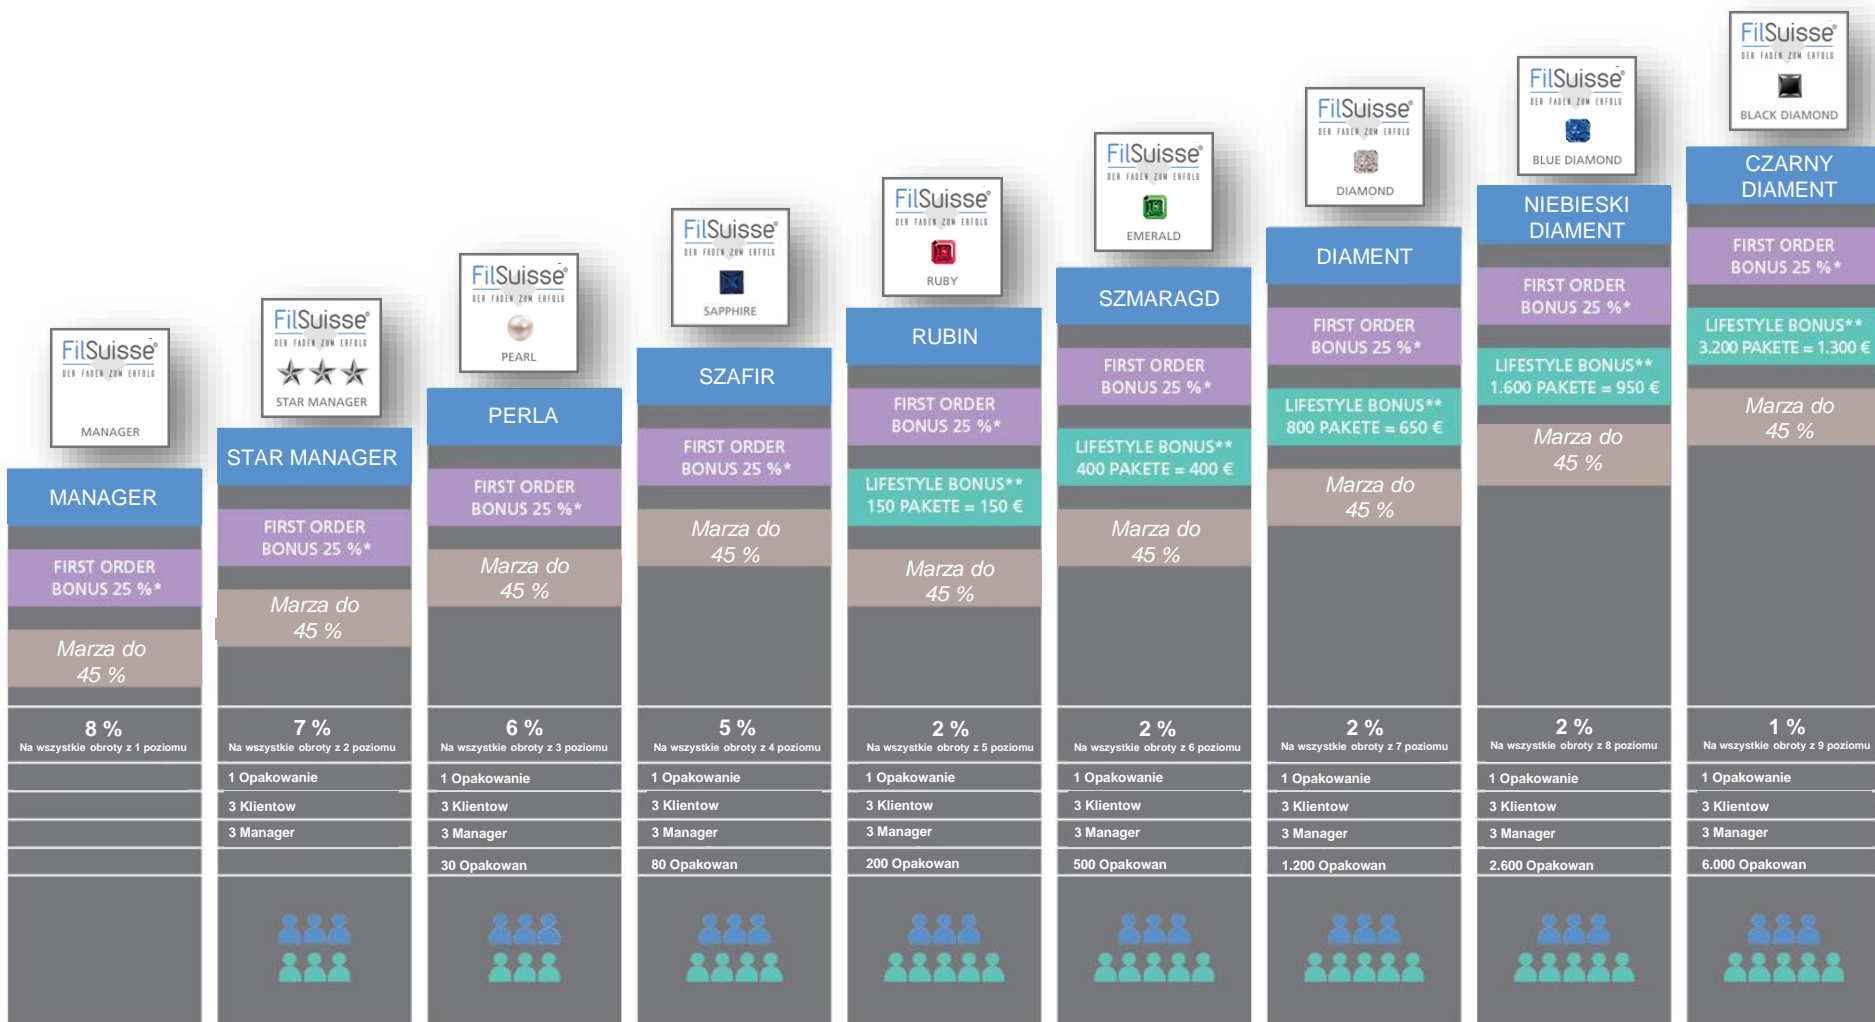 FilSuisse®
DER FADEN ZUM ERFOLG
MANAGER
MANAGER
FIRST ORDER
BONUS 25 %*
Marza do
45 %
8 %
Na wszystkie obroty z 1 poziomu
FilSuisse®
DER FADEN ZUM ERFOLG
STAR MANAGER
STAR MANAGER
FIRST ORDER
BONUS 25 %*
Marza do
45 %
7 %
Na wszystkie obroty z 2 poziomu
1 Opakowanie
3 Klientow
3 Manager
FilSuisse®
DER FADEN ZUM ERFOLG
PEARL
PERLA
FIRST ORDER
BONUS 25 %*
Marza do
45 %
6 %
Na wszystkie obroty z 3 poziomu
1 Opakowanie
3 Klientow
3 Manager
30 Opakowan
FilSuisse®
DER FADEN ZUM ERFOLG
SAPPHIRE
SZAFIR
FIRST ORDER
BONUS 25 %*
Marza do
45 %
5 %
Na wszystkie obroty z 4 poziomu
1 Opakowanie
3 Klientow
3 Manager
80 Opakowan
FilSuisse®
DER FADEN ZUM ERFOLG
RUBY
RUBIN
FIRST ORDER
BONUS 25 %*
LIFESTYLE BONUS**
150 PAKETE = 150 €
Marza do
45 %
2 %
Na wszystkie obroty z 5 poziomu
1 Opakowanie
3 Klientow
3 Manager
200 Opakowan
FilSuisse®
DER FADEN ZUM ERFOLG
EMERALD
SZMARAGD
FIRST ORDER
BONUS 25 %*
LIFESTYLE BONUS**
400 PAKETE = 400 €
Marza do
45 %
2 %
Na wszystkie obroty z 6 poziomu
1 Opakowanie
3 Klientow
3 Manager
500 Opakowan
FilSuisse®
DER FADEN ZUM ERFOLG
DIAMOND
DIAMENT
FIRST ORDER
BONUS 25 %*
LIFESTYLE BONUS**
800 PAKETE = 650 €
Marza do
45 %
2 %
Na wszystkie obroty z 7 poziomu
1 Opakowanie
3 Klientow
3 Manager
1.200 Opakowan
FilSuisse®
DER FADEN ZUM ERFOLG
BLUE DIAMOND
NIEBIESKI
DIAMENT
FIRST ORDER
BONUS 25 %*
LIFESTYLE BONUS**
1.600 PAKETE = 950 €
Marza do
45 %
2 %
Na wszystkie obroty z 8 poziomu
1 Opakowanie
3 Klientow
3 Manager
2.600 Opakowan
FilSuisse®
DER FADEN ZUM ERFOLG
BLACK DIAMOND
CZARNY
DIAMENT
FIRST ORDER
BONUS 25 %*
LIFESTYLE BONUS**
3.200 PAKETE = 1.300 €
Marza do
45 %
1 %
Na wszystkie obroty z 9 poziomu
1 Opakowanie
3 Klientow
3 Manager
6.000 Opakowan